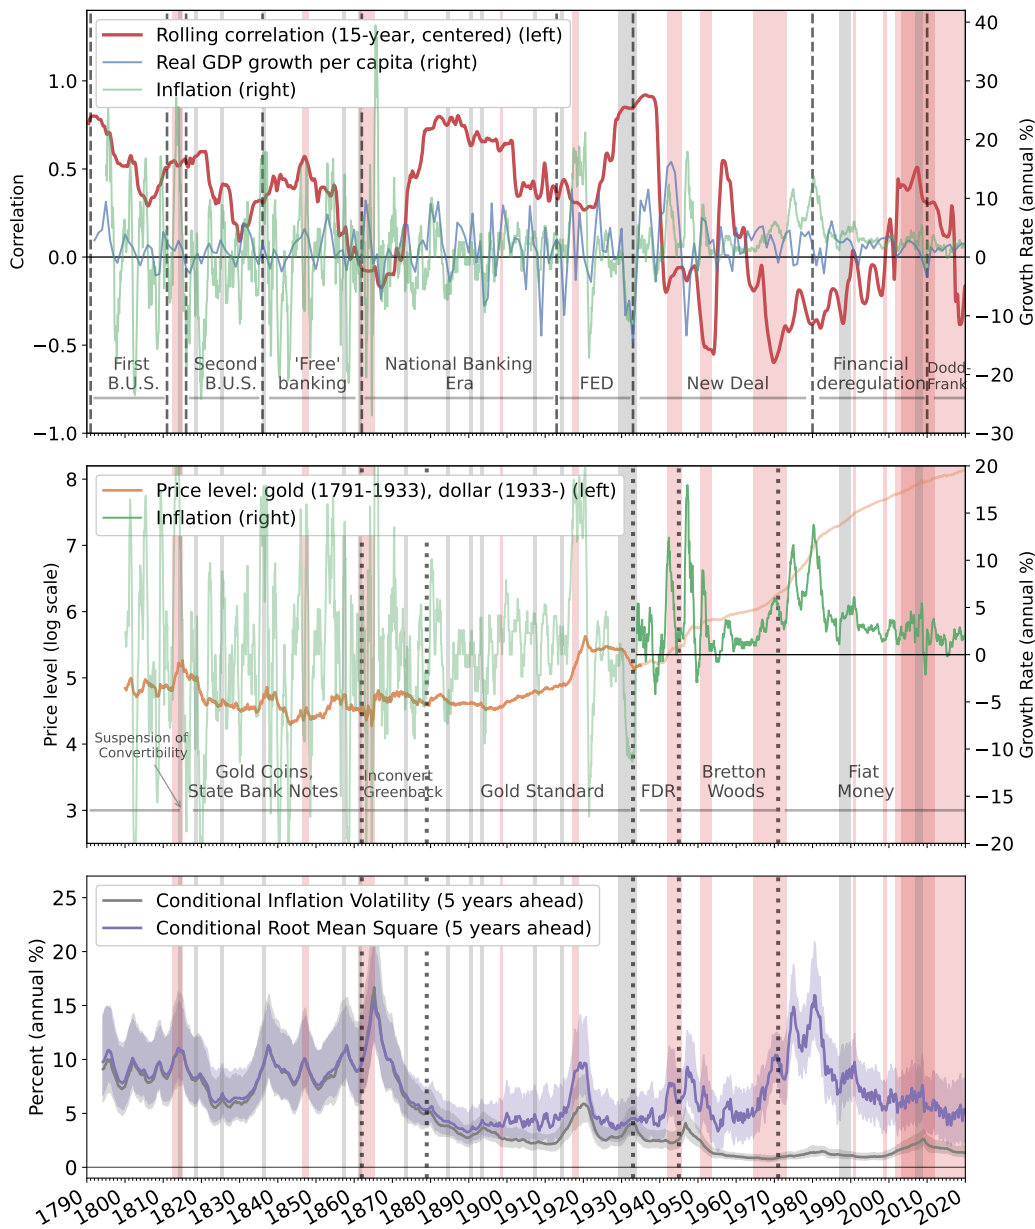 Rolling correlation (15-year, centered) (left)
Real GDP growth per capita (right)
Inflation (right)
Correlation
1.0
0.5
0.0
−0.5
−1.0
Growth Rate (annual %)
40
30
20
10
0
−10
−20
−30
First
B.U.S.
Second
B.U.S.
'Free'
banking
National Banking
Era
FED
New Deal
Financial
deregulation
Dodd-
Frank
Price level: gold (1791-1933), dollar (1933-) (left)
Inflation (right)
Price level (log scale)
8
7
6
5
4
3
Growth Rate (annual %)
20
15
10
5
0
−5
−10
−15
−20
Suspension of
Convertibility
Gold Coins,
State Bank Notes
Inconvert
Greenback
Gold Standard
FDR
Bretton
Woods
Fiat
Money
Conditional Inflation Volatility (5 years ahead)
Conditional Root Mean Square (5 years ahead)
Percent (annual %)
25
20
15
10
5
0
1790 1800 1810 1820 1830 1840 1850 1860 1870 1880 1890 1900 1910 1920 1930 1940 1950 1960 1970 1980 1990 2000 2010 2020